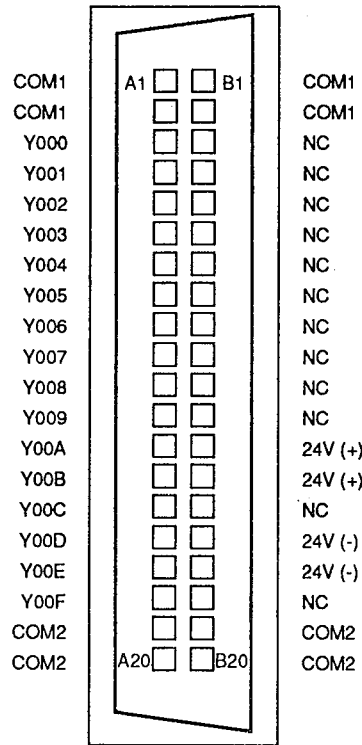 COM1 A1 B1 COM1
COM1 COM1
Y000 NC
Y001 NC
Y002 NC
Y003 NC
Y004 NC
Y005 NC
Y006 NC
Y007 NC
Y008 NC
Y009 NC
Y00A 24V (+)
Y00B 24V (+)
Y00C NC
Y00D 24V (-)
Y00E 24V (-)
Y00F NC
COM2 COM2
COM2 A20 B20 COM2